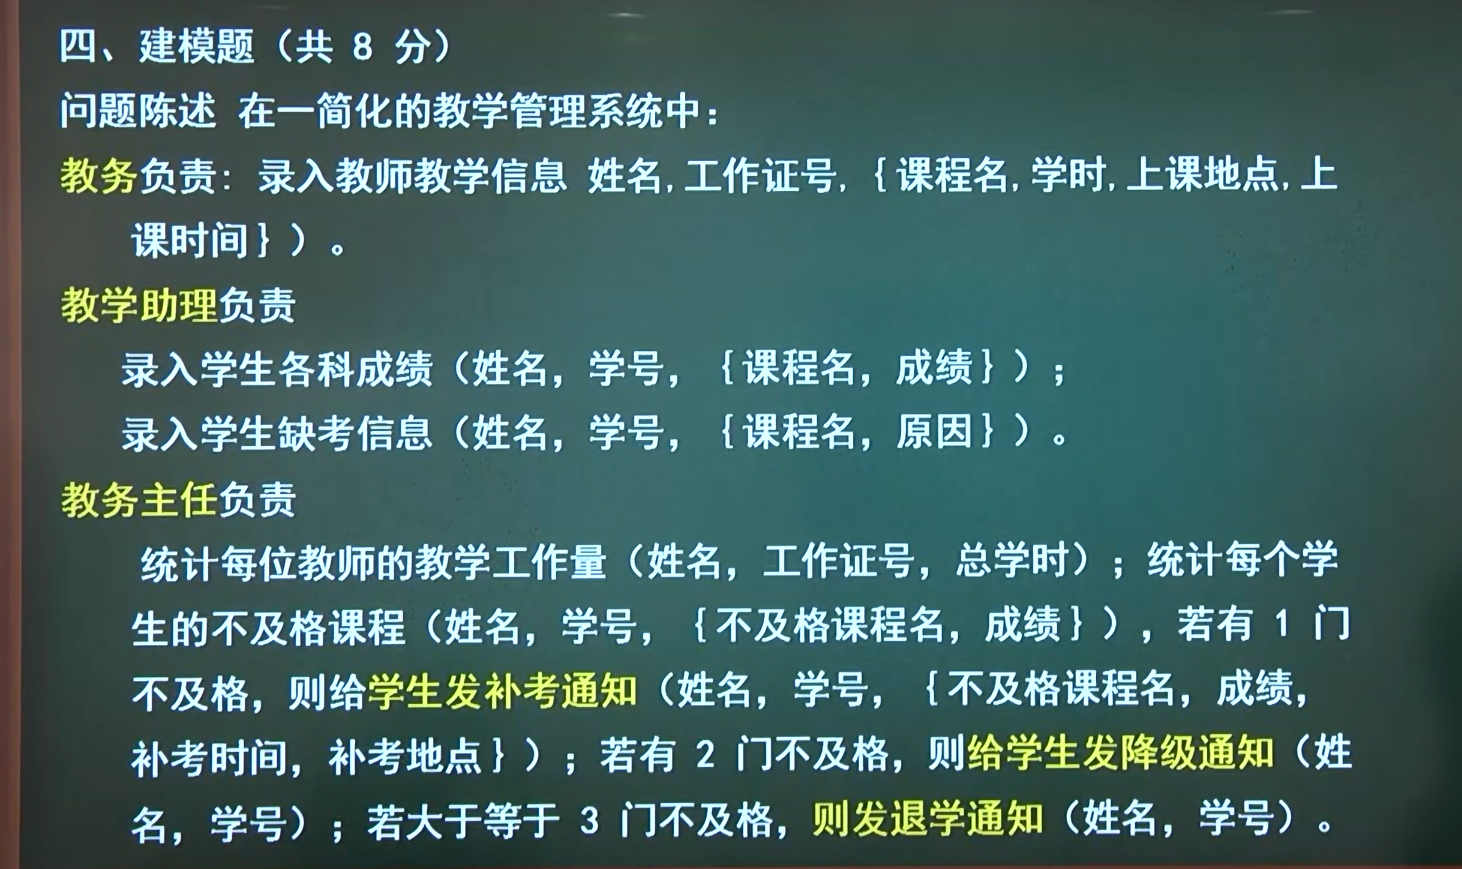 四、建模题（共 8 分）
问题陈述 在一简化的教学管理系统中：
教务负责：录入教师教学信息 姓名,工作证号,｛课程名,学时,上课地点,上
课时间｝）。
教学助理负责
录入学生各科成绩（姓名，学号，｛课程名，成绩｝）；
录入学生缺考信息（姓名，学号，｛课程名，原因｝）。
教务主任负责
统计每位教师的教学工作量（姓名，工作证号，总学时）；统计每个学
生的不及格课程（姓名，学号，｛不及格课程名，成绩｝），若有 1 门
不及格，则给学生发补考通知（姓名，学号，｛不及格课程名，成绩，
补考时间，补考地点｝）；若有 2 门不及格，则给学生发降级通知（姓
名，学号）；若大于等于 3 门不及格，则发退学通知（姓名，学号）。